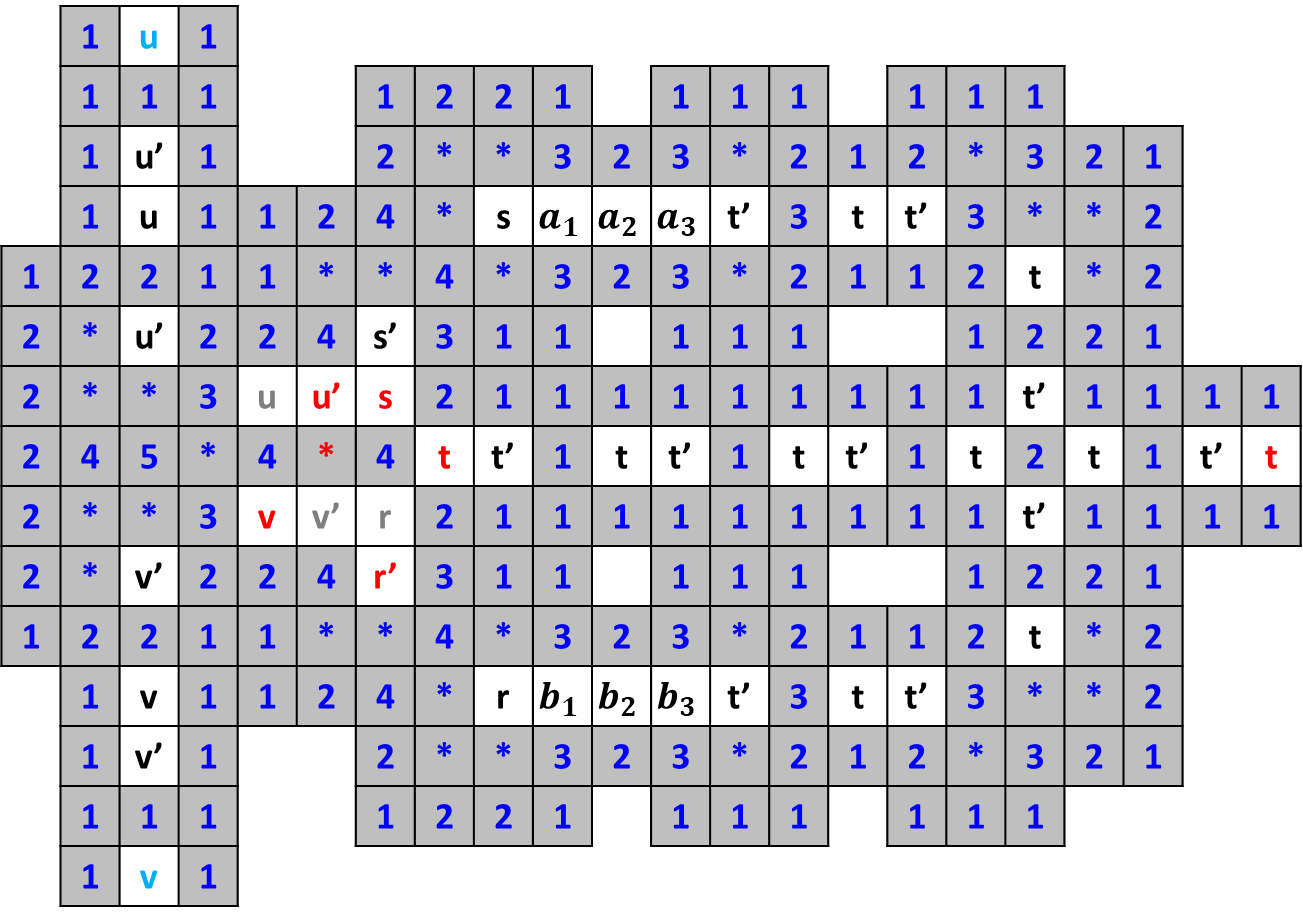 1 u 1
1 1 1 1 2 2 1 1 1 1 1 1 1
1 u’ 1 2 * * 3 2 3 * 2 1 2 * 3 2 1
1 u 1 1 2 4 * s a₁ a₂ a₃ t’ 3 t t’ 3 * * 2
1 2 2 1 1 * * 4 * 3 2 3 * 2 1 1 2 t * 2
2 * u’ 2 2 4 s’ 3 1 1 1 1 1 1 2 2 1
2 * * 3 u u’ s 2 1 1 1 1 1 1 1 1 1 t’ 1 1 1 1
2 4 5 * 4 * 4 t t’ 1 t t’ 1 t t’ 1 t 2 t 1 t’ t
2 * * 3 v v’ r 2 1 1 1 1 1 1 1 1 1 t’ 1 1 1 1
2 * v’ 2 2 4 r’ 3 1 1 1 1 1 1 2 2 1
1 2 2 1 1 * * 4 * 3 2 3 * 2 1 1 2 t * 2
1 v 1 1 2 4 * r b₁ b₂ b₃ t’ 3 t t’ 3 * * 2
1 v’ 1 2 * * 3 2 3 * 2 1 2 * 3 2 1
1 1 1 1 2 2 1 1 1 1 1 1 1
1 v 1